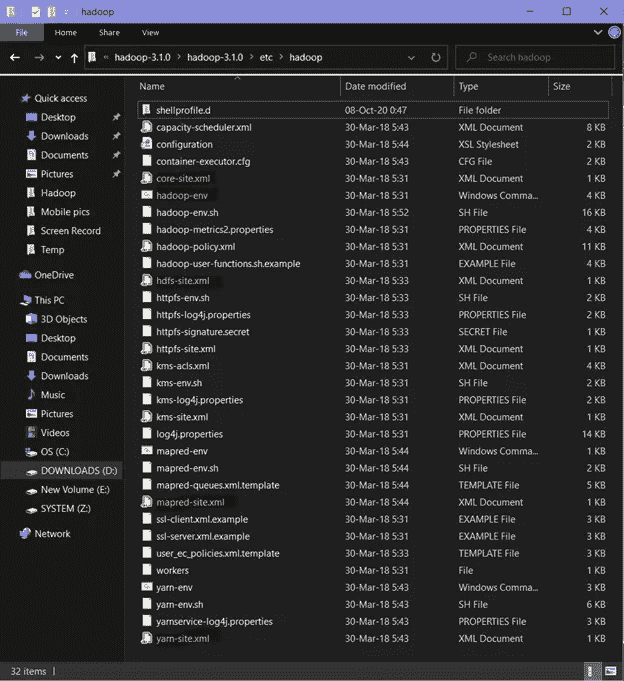 hadoop
File Home Share View
« hadoop-3.1.0 › hadoop-3.1.0 › etc › hadoop Search hadoop
Name Date modified Type Size
Quick access
Desktop
Downloads
Documents
Pictures
Hadoop
Mobile pics
Screen Record
Temp
OneDrive
This PC
3D Objects
Desktop
Documents
Downloads
Music
Pictures
Videos
OS (C:)
DOWNLOADS (D:)
New Volume (E:)
SYSTEM (Z:)
Network
shellprofile.d 08-Oct-20 0:47 File folder
capacity-scheduler.xml 30-Mar-18 5:43 XML Document 8 KB
configuration 30-Mar-18 5:44 XSL Stylesheet 2 KB
container-executor.cfg 30-Mar-18 5:43 CFG File 2 KB
core-site.xml 30-Mar-18 5:31 XML Document 1 KB
hadoop-env 30-Mar-18 5:31 Windows Comma... 4 KB
hadoop-env.sh 30-Mar-18 5:52 SH File 16 KB
hadoop-metrics2.properties 30-Mar-18 5:31 PROPERTIES File 4 KB
hadoop-policy.xml 30-Mar-18 5:31 XML Document 11 KB
hadoop-user-functions.sh.example 30-Mar-18 5:31 EXAMPLE File 4 KB
hdfs-site.xml 30-Mar-18 5:33 XML Document 1 KB
httpfs-env.sh 30-Mar-18 5:33 SH File 2 KB
httpfs-log4j.properties 30-Mar-18 5:33 PROPERTIES File 2 KB
httpfs-signature.secret 30-Mar-18 5:33 SECRET File 1 KB
httpfs-site.xml 30-Mar-18 5:33 XML Document 1 KB
kms-acls.xml 30-Mar-18 5:31 XML Document 4 KB
kms-env.sh 30-Mar-18 5:31 SH File 2 KB
kms-log4j.properties 30-Mar-18 5:31 PROPERTIES File 2 KB
kms-site.xml 30-Mar-18 5:31 XML Document 1 KB
log4j.properties 30-Mar-18 5:31 PROPERTIES File 14 KB
mapred-env 30-Mar-18 5:44 Windows Comma... 1 KB
mapred-env.sh 30-Mar-18 5:44 SH File 2 KB
mapred-queues.xml.template 30-Mar-18 5:44 TEMPLATE File 5 KB
mapred-site.xml 30-Mar-18 5:44 XML Document 1 KB
ssl-client.xml.example 30-Mar-18 5:31 EXAMPLE File 3 KB
ssl-server.xml.example 30-Mar-18 5:31 EXAMPLE File 3 KB
user_ec_policies.xml.template 30-Mar-18 5:33 TEMPLATE File 3 KB
workers 30-Mar-18 5:31 File 1 KB
yarn-env 30-Mar-18 5:43 Windows Comma... 3 KB
yarn-env.sh 30-Mar-18 5:43 SH File 6 KB
yarnservice-log4j.properties 30-Mar-18 5:43 PROPERTIES File 3 KB
yarn-site.xml 30-Mar-18 5:43 XML Document 1 KB
32 items